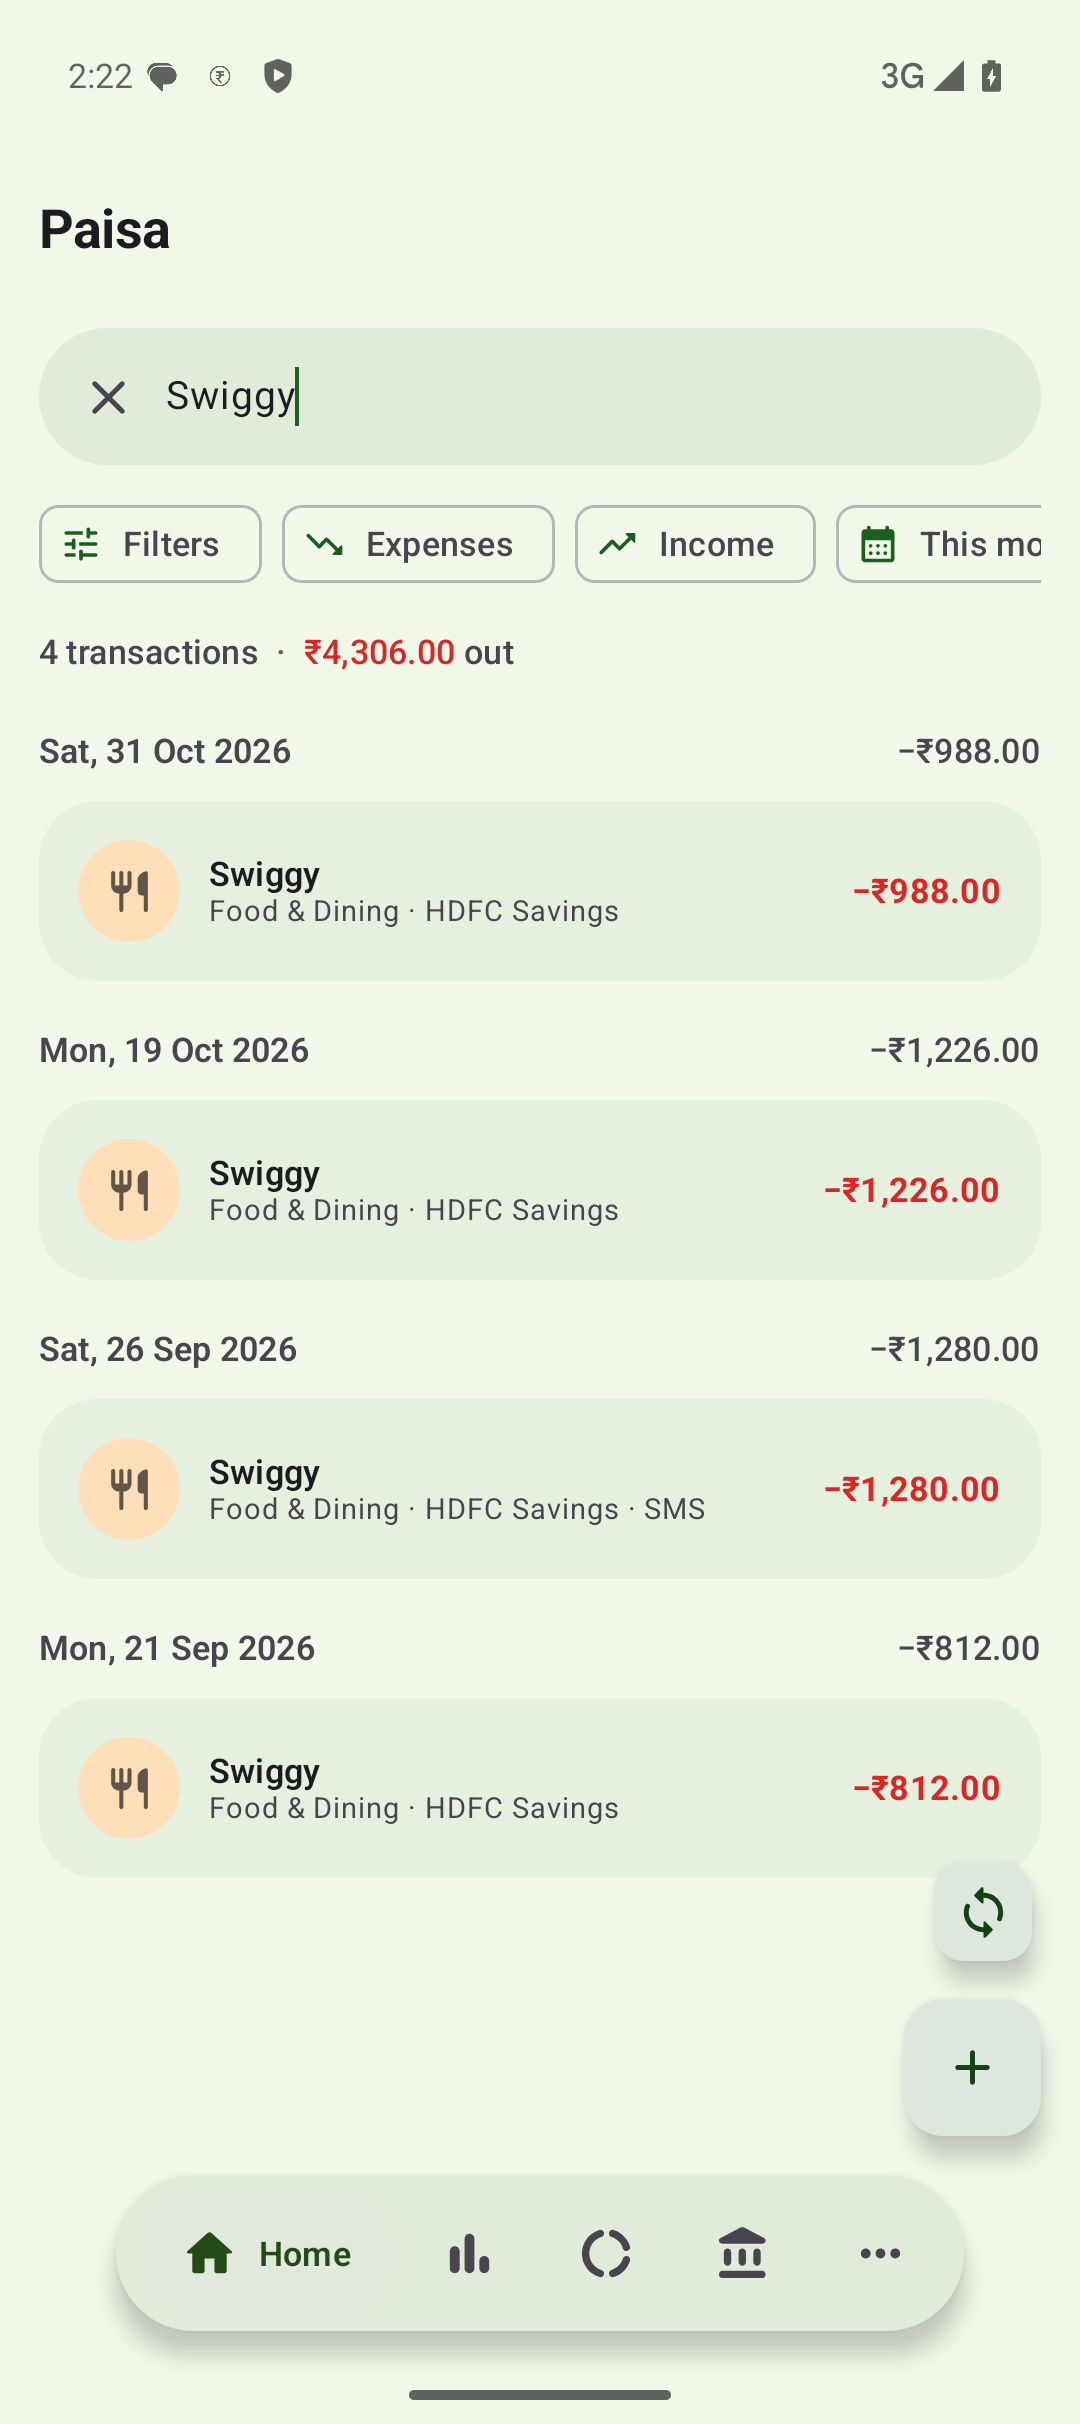 2:22
3G
Paisa
Swiggy
Filters
Expenses
Income
This mo
4 transactions · ₹4,306.00 out
Sat, 31 Oct 2026
−₹988.00
Swiggy
Food & Dining · HDFC Savings
−₹988.00
Mon, 19 Oct 2026
−₹1,226.00
Swiggy
Food & Dining · HDFC Savings
−₹1,226.00
Sat, 26 Sep 2026
−₹1,280.00
Swiggy
Food & Dining · HDFC Savings · SMS
−₹1,280.00
Mon, 21 Sep 2026
−₹812.00
Swiggy
Food & Dining · HDFC Savings
−₹812.00
Home